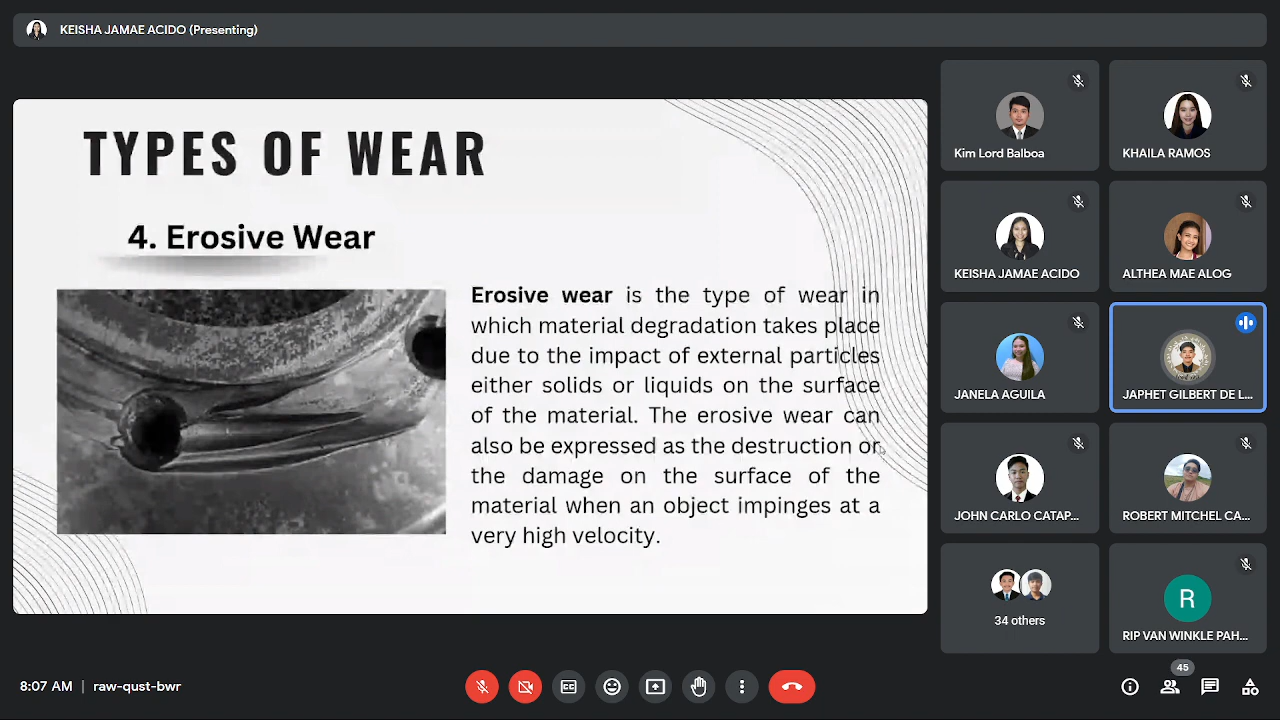 KEISHA JAMAE ACIDO (Presenting)
TYPES OF WEAR
4. Erosive Wear
Erosive wear is the type of wear in
which material degradation takes place
due to the impact of external particles
either solids or liquids on the surface
of the material. The erosive wear can
also be expressed as the destruction or
the damage on the surface of the
material when an object impinges at a
very high velocity.
Kim Lord Balboa
KHAILA RAMOS
KEISHA JAMAE ACIDO
ALTHEA MAE ALOG
JANELA AGUILA
JAPHET GILBERT DE L...
JOHN CARLO CATAP...
ROBERT MITCHEL CA...
34 others
R
RIP VAN WINKLE PAH...
8:07 AM | raw-qust-bwr
CC
45